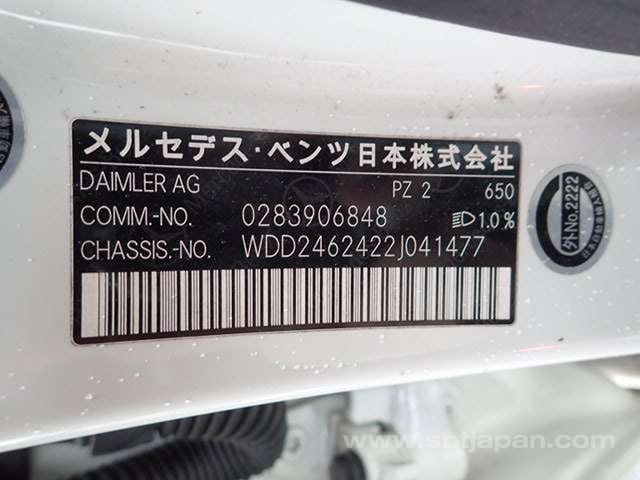 メルセデス・ベンツ日本株式会社
DAIMLER AG PZ 2 650
COMM.-NO. 0283906848 1.0%
CHASSIS.-NO. WDD2462422J041477
外No.2222
www.sbtjapan.com